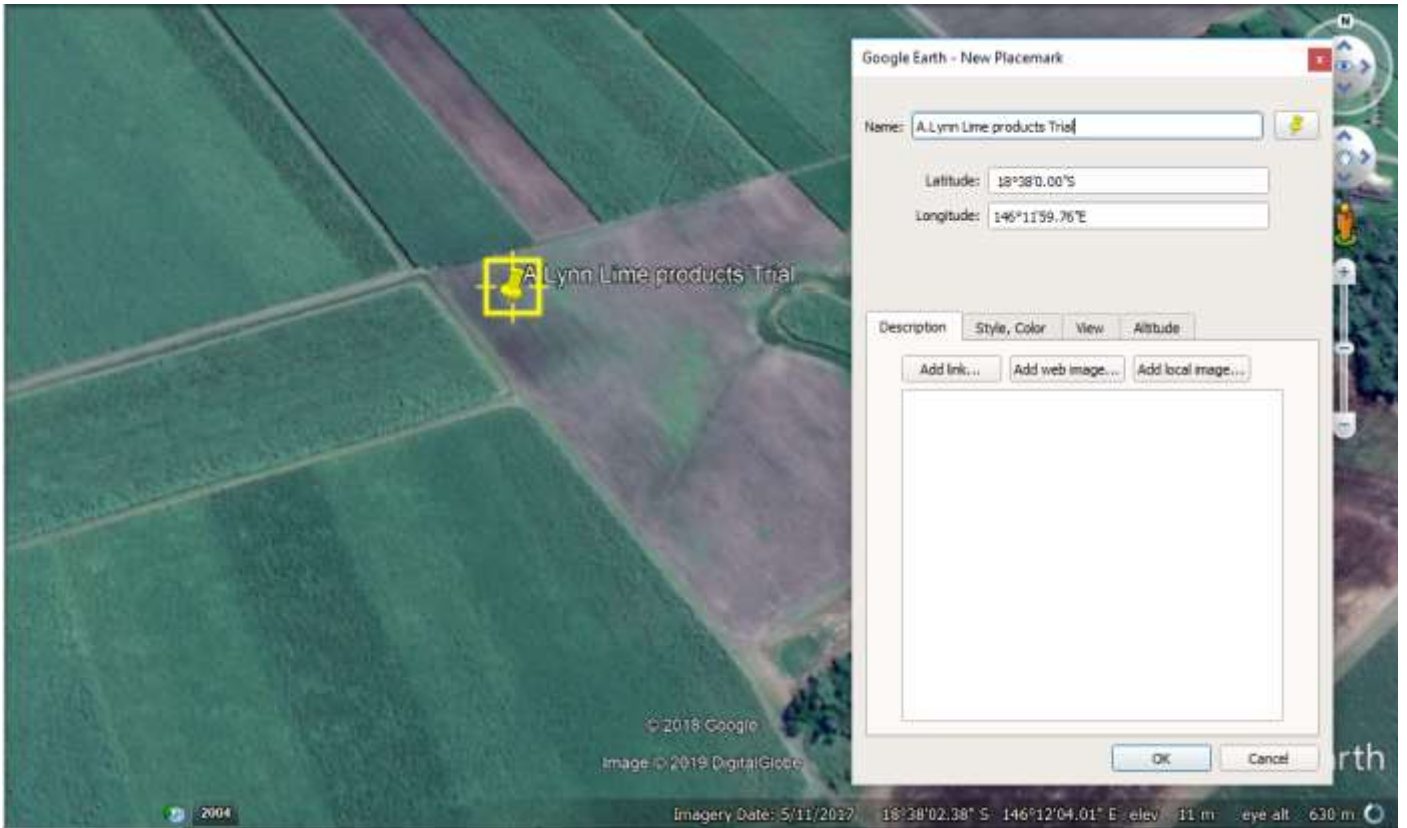 N
Google Earth - New Placemark
x
Name: A.Lynn Lime products Trial
Latitude: 18°38'0.00"S
Longitude: 146°11'59.76"E
A.Lynn Lime products Trial
Description Style, Color View Altitude
Add link... Add web image... Add local image...
© 2018 Google
Image © 2019 DigitalGlobe
OK Cancel
rth
2004
Imagery Date: 5/11/2017 18°38'02.38" S 146°12'04.01" E elev 11 m eye alt 630 m